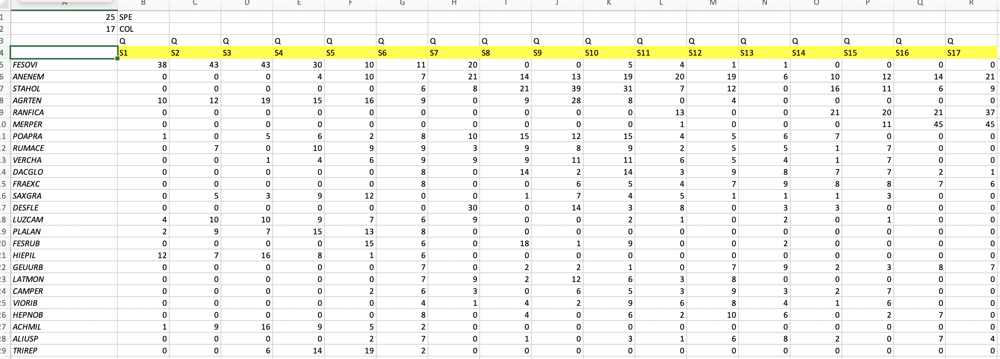 A B C D E F G H I J K L M N O P Q R
1 25 SPE
2 17 COL
3 Q Q Q Q Q Q Q Q Q Q Q Q Q Q Q Q Q
4 S1 S2 S3 S4 S5 S6 S7 S8 S9 S10 S11 S12 S13 S14 S15 S16 S17
5 FESOVI 38 43 43 30 10 11 20 0 0 5 4 1 1 0 0 0 0
6 ANENEM 0 0 0 4 10 7 21 14 13 19 20 19 6 10 12 14 21
7 STAHOL 0 0 0 0 0 6 8 21 39 31 7 12 0 16 11 6 9
8 AGRTEN 10 12 19 15 16 9 0 9 28 8 0 4 0 0 0 0 0
9 RANFICA 0 0 0 0 0 0 0 0 0 0 13 0 0 21 20 21 37
.0 MERPER 0 0 0 0 0 0 0 0 0 0 1 0 0 0 11 45 45
.1 POAPRA 1 0 5 6 2 8 10 15 12 15 4 5 6 7 0 0 0
.2 RUMACE 0 7 0 10 9 9 3 9 8 9 2 5 5 1 7 0 0
.3 VERCHA 0 0 1 4 6 9 9 9 11 11 6 5 4 1 7 0 0
.4 DACGLO 0 0 0 0 0 8 0 14 2 14 3 9 8 7 7 2 1
.5 FRAEXC 0 0 0 0 0 8 0 0 6 5 4 7 9 8 8 7 6
.6 SAXGRA 0 5 3 9 12 0 0 1 7 4 5 1 1 1 3 0 0
.7 DESFLE 0 0 0 0 0 0 30 0 14 3 8 0 3 3 0 0 0
.8 LUZCAM 4 10 10 9 7 6 9 0 0 2 1 0 2 0 1 0 0
.9 PLALAN 2 9 7 15 13 8 0 0 0 0 0 0 0 0 0 0 0
20 FESRUB 0 0 0 0 15 6 0 18 1 9 0 0 2 0 0 0 0
21 HIEPIL 12 7 16 8 1 6 0 0 0 0 0 0 0 0 0 0 0
22 GEUURB 0 0 0 0 0 7 0 2 2 1 0 7 9 2 3 8 7
23 LATMON 0 0 0 0 0 7 9 2 12 6 3 8 0 0 0 0 0
24 CAMPER 0 0 0 0 2 6 3 0 6 5 3 9 3 2 7 0 0
25 VIORIB 0 0 0 0 0 4 1 4 2 9 6 8 4 1 6 0 0
26 HEPNOB 0 0 0 0 0 8 0 4 0 6 2 10 6 0 2 7 0
27 ACHMIL 1 9 16 9 5 2 0 0 0 0 0 0 0 0 0 0 0
28 ALIUSP 0 0 0 0 2 7 0 1 0 3 1 6 8 2 0 7 4
29 TRIREP 0 0 6 14 19 2 0 0 0 0 0 0 0 0 0 0 0